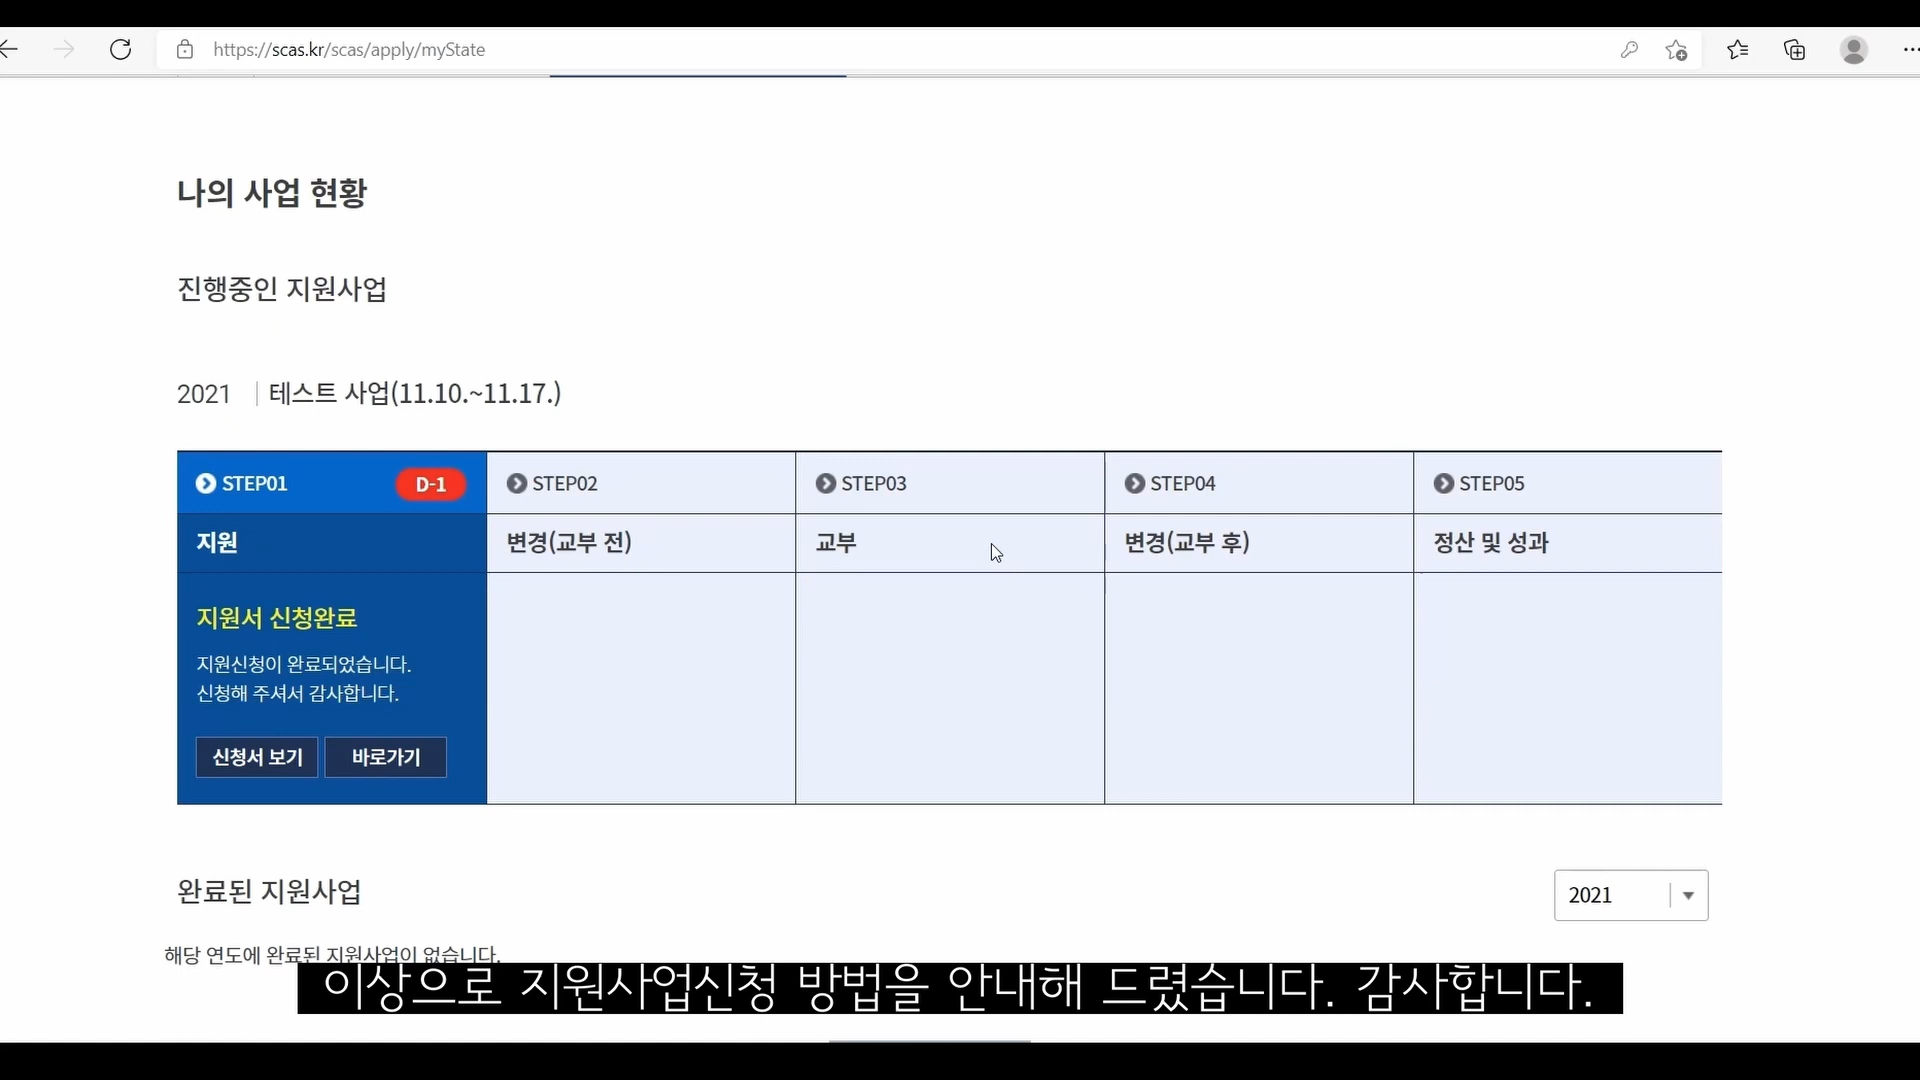 https://scas.kr/scas/apply/myState
나의 사업 현황
진행중인 지원사업
2021 테스트 사업(11.10.~11.17.)
STEP01 D-1 STEP02 STEP03 STEP04 STEP05
지원 변경(교부 전) 교부 변경(교부 후) 정산 및 성과
지원서 신청완료
지원신청이 완료되었습니다.
신청해 주셔서 감사합니다.
신청서 보기 바로가기
완료된 지원사업 2021
해당 연도에 완료된 지원사업이 없습니다.
이상으로 지원사업신청 방법을 안내해 드렸습니다. 감사합니다.